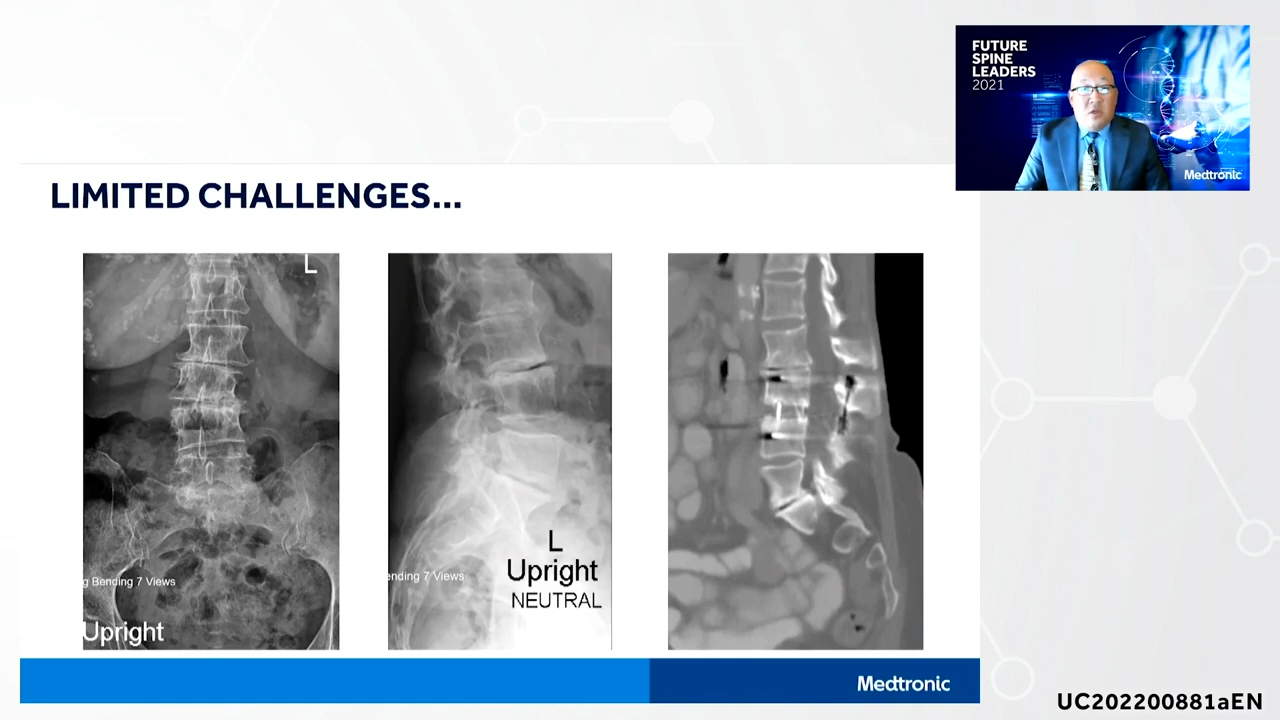 FUTURE
SPINE
LEADERS
2021
Medtronic
LIMITED CHALLENGES...
L
g Bending 7 Views
Upright
ending 7 Views
L
Upright
NEUTRAL
Medtronic
UC202200881aEN